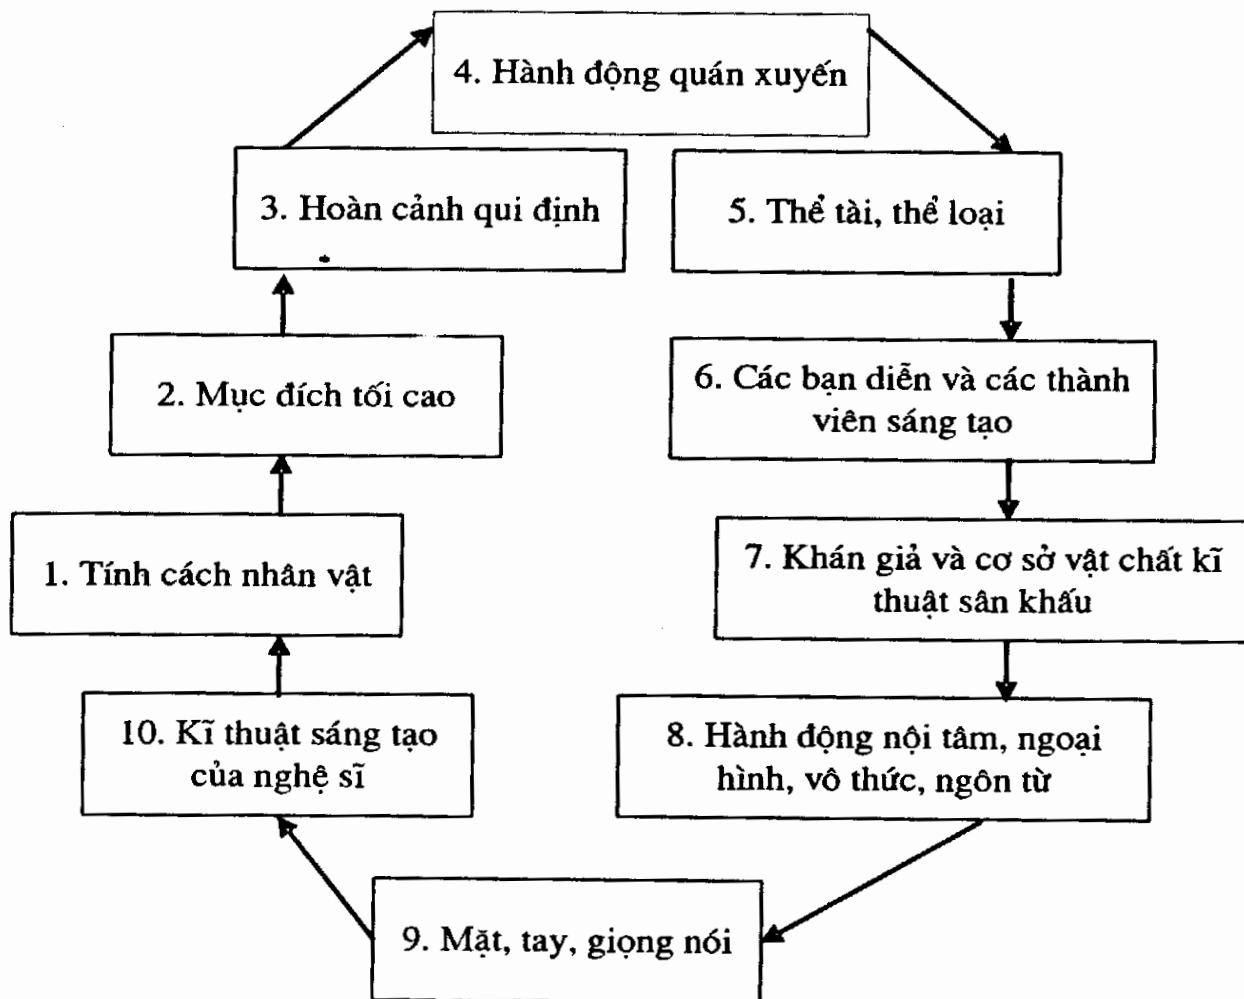 4. Hành động quán xuyến
3. Hoàn cảnh qui định
5. Thể tài, thể loại
2. Mục đích tối cao
6. Các bạn diễn và các thành
viên sáng tạo
1. Tính cách nhân vật
7. Khán giả và cơ sở vật chất kĩ
thuật sân khấu
10. Kĩ thuật sáng tạo
của nghệ sĩ
8. Hành động nội tâm, ngoại
hình, vô thức, ngôn từ
9. Mặt, tay, giọng nói